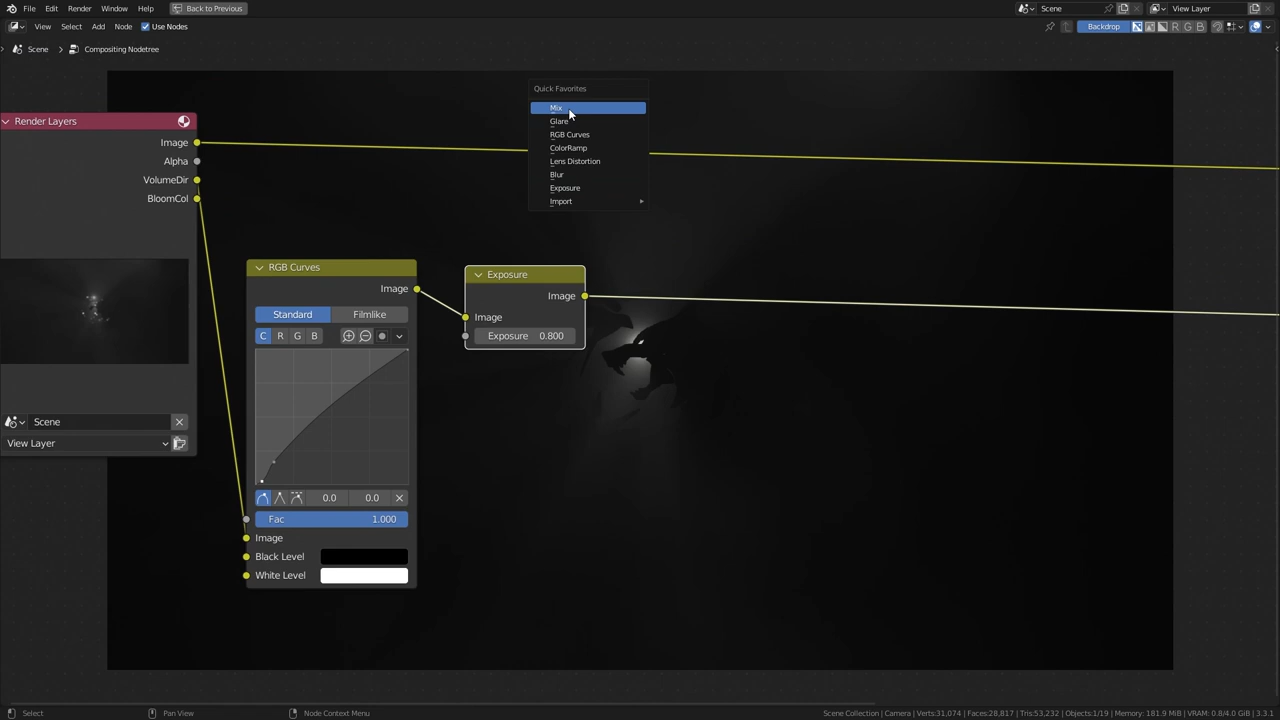 File Edit Render Window Help Back to Previous Scene View Layer
View Select Add Node Use Nodes Backdrop R G B
Scene Compositing Nodetree
Quick Favorites
Mix
Glare
RGB Curves
ColorRamp
Lens Distortion
Blur
Exposure
Import
Render Layers
Image
Alpha
VolumeDir
BloomCol
Scene
View Layer
RGB Curves
Image
Standard Filmlike
C R G B
0.0 0.0
Fac 1.000
Image
Black Level
White Level
Exposure
Image
Image
Exposure 0.800
Select Pan View Node Context Menu Scene Collection | Camera | Verts:31,074 | Faces:28,817 | Tris:53,232 | Objects:1/19 | Memory: 181.9 MiB | VRAM: 0.8/4.0 GiB | 3.3.1